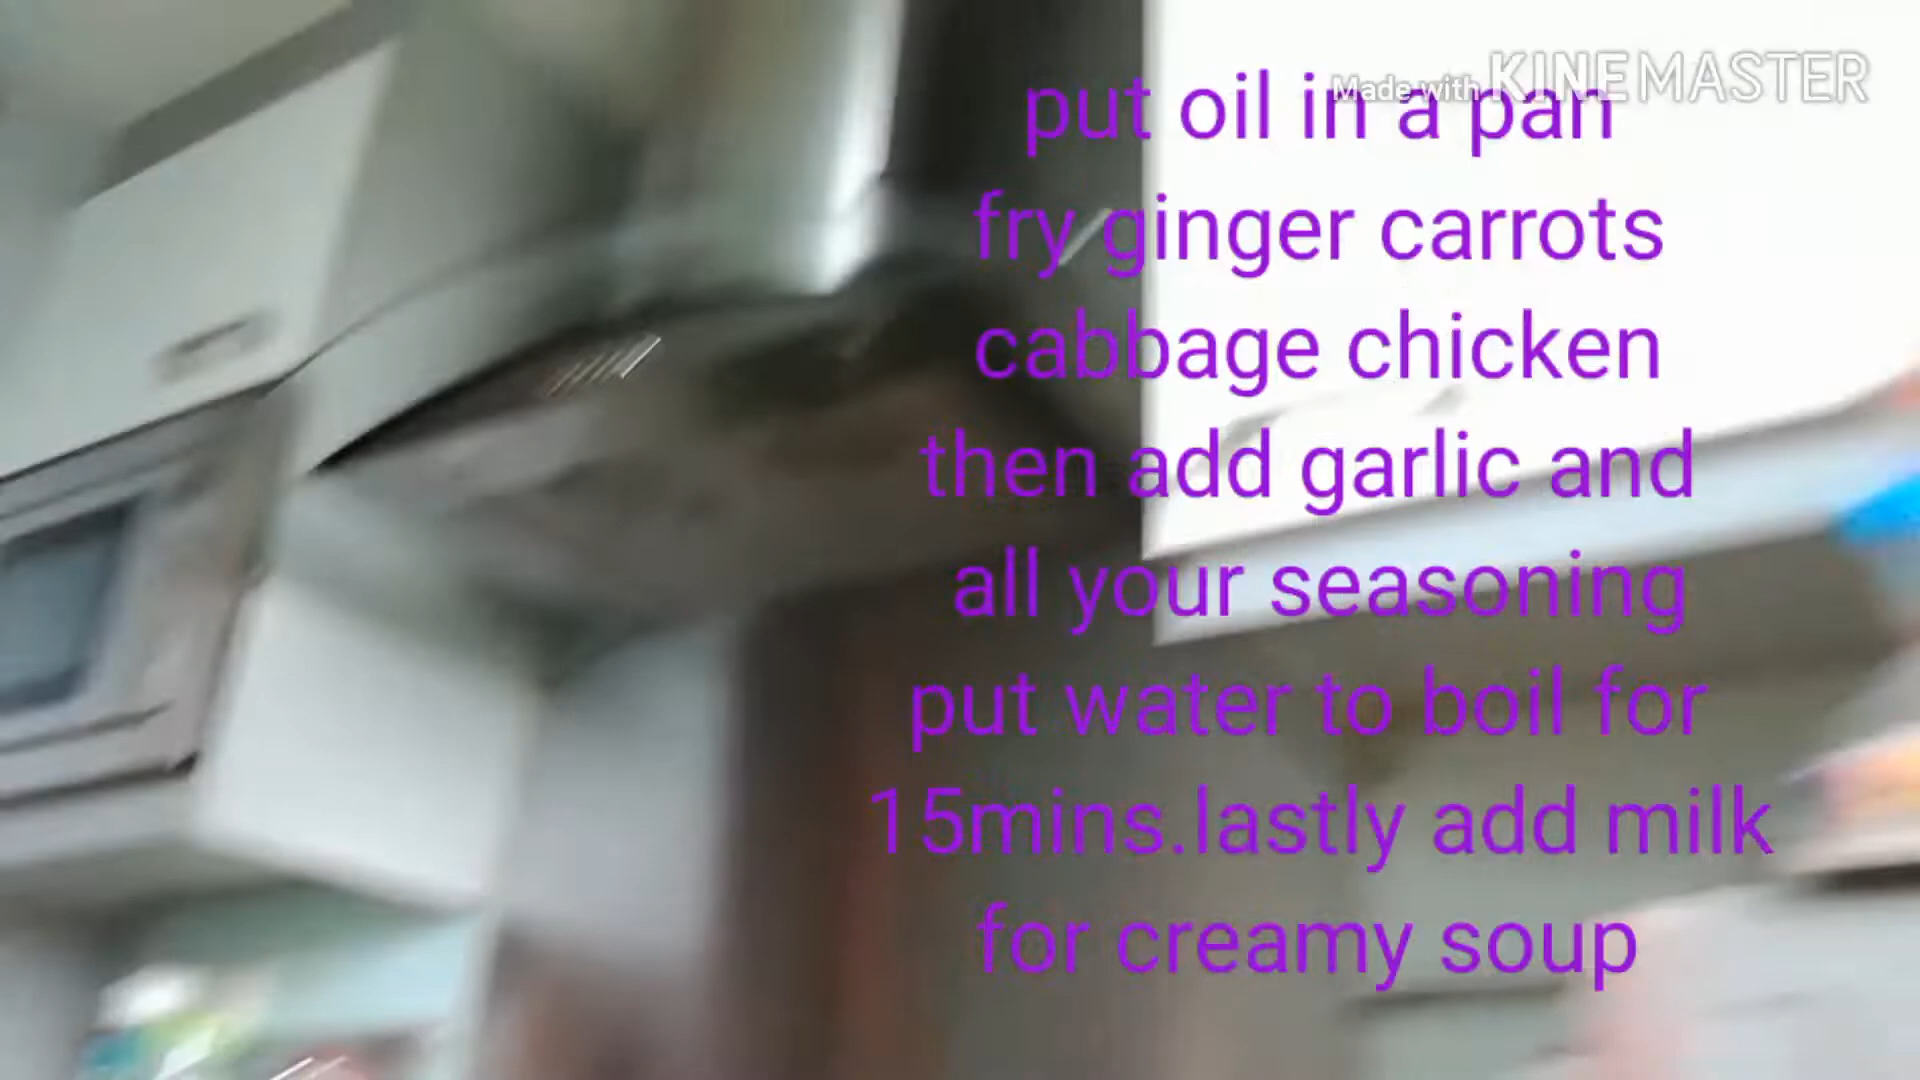 Made with KINEMASTER
put oil in a pan
fry ginger carrots
cabbage chicken
then add garlic and
all your seasoning
put water to boil for
15mins.lastly add milk
for creamy soup